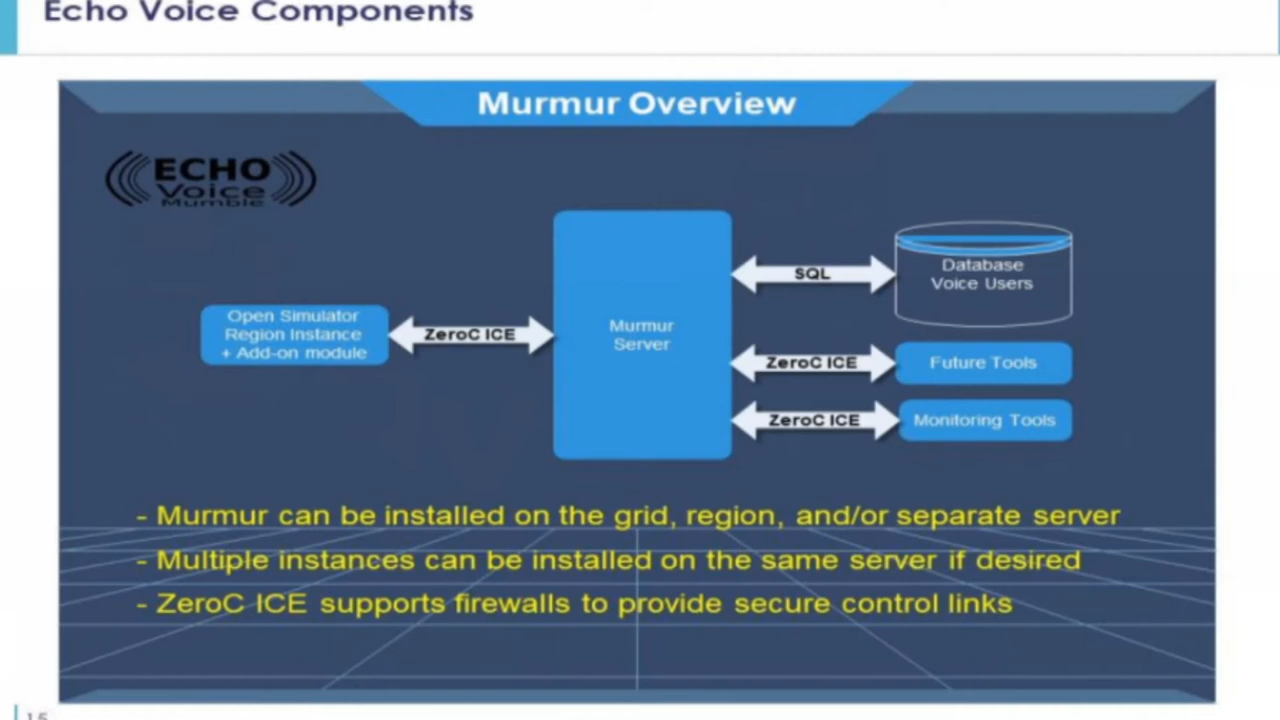 Echo Voice Components
Murmur Overview
ECHO
Voice
Mumble
Open Simulator
Region Instance
+ Add-on module
ZeroC ICE
Murmur
Server
SQL
Database
Voice Users
ZeroC ICE
Future Tools
ZeroC ICE
Monitoring Tools
- Murmur can be installed on the grid, region, and/or separate server
- Multiple instances can be installed on the same server if desired
- ZeroC ICE supports firewalls to provide secure control links
15